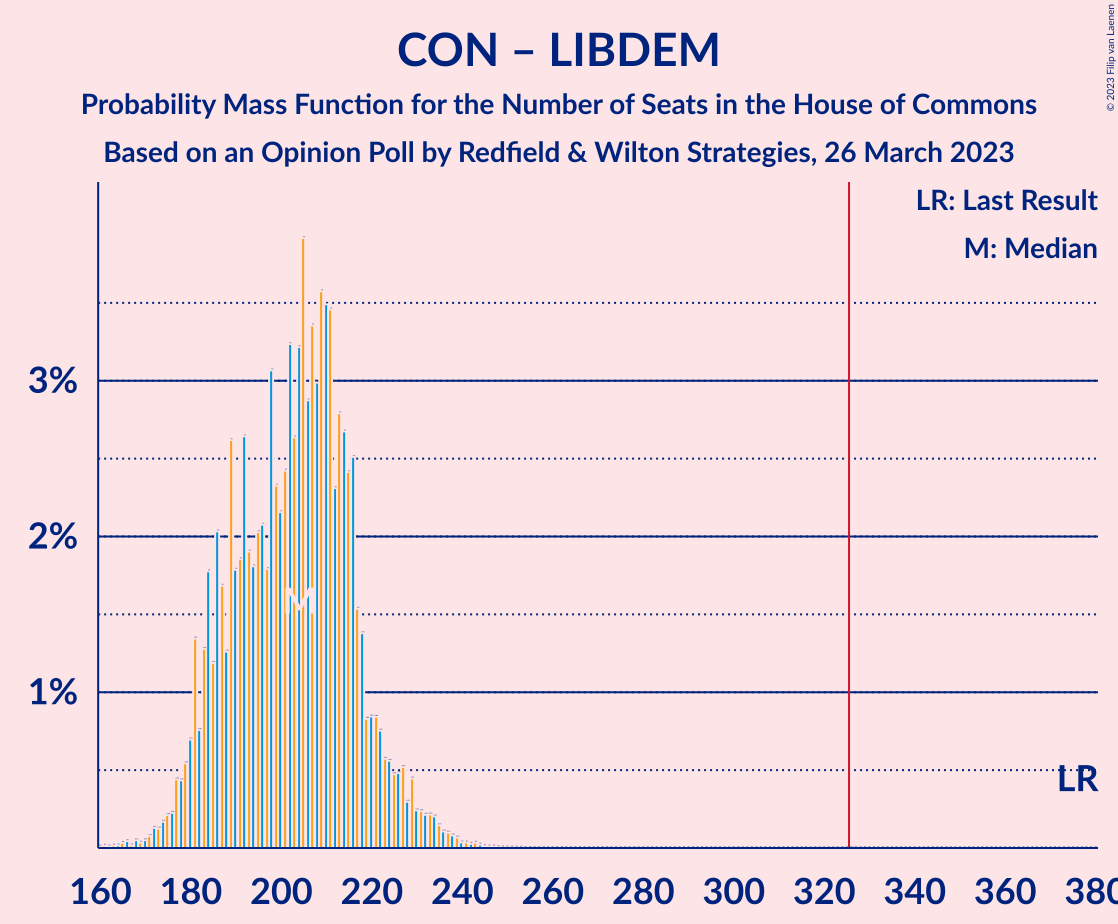 CON – LIBDEM
Probability Mass Function for the Number of Seats in the House of Commons
Based on an Opinion Poll by Redfield & Wilton Strategies, 26 March 2023
© 2023 Filip van Laenen
LR: Last Result
M: Median
3%
2%
1%
M
LR
160 180 200 220 240 260 280 300 320 340 360 380